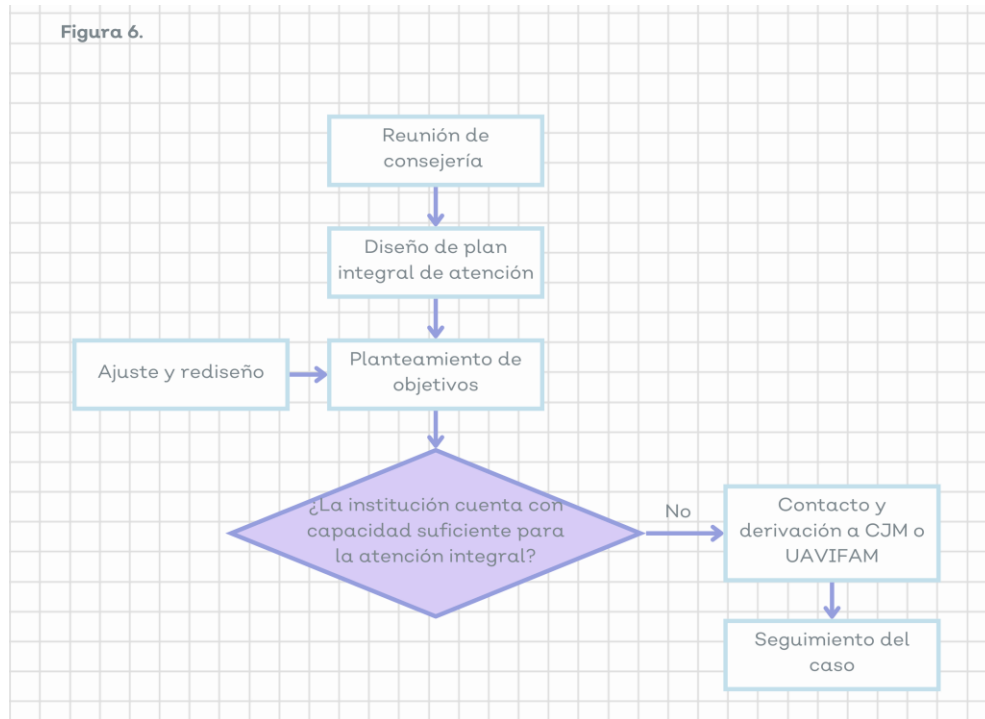 Figura 6.
Reunión de
consejería
Diseño de plan
integral de atención
Ajuste y rediseño
Planteamiento de
objetivos
¿La institución cuenta con
capacidad suficiente para
la atención integral?
No
Contacto y
derivación a CJM o
UAVIFAM
Seguimiento del
caso